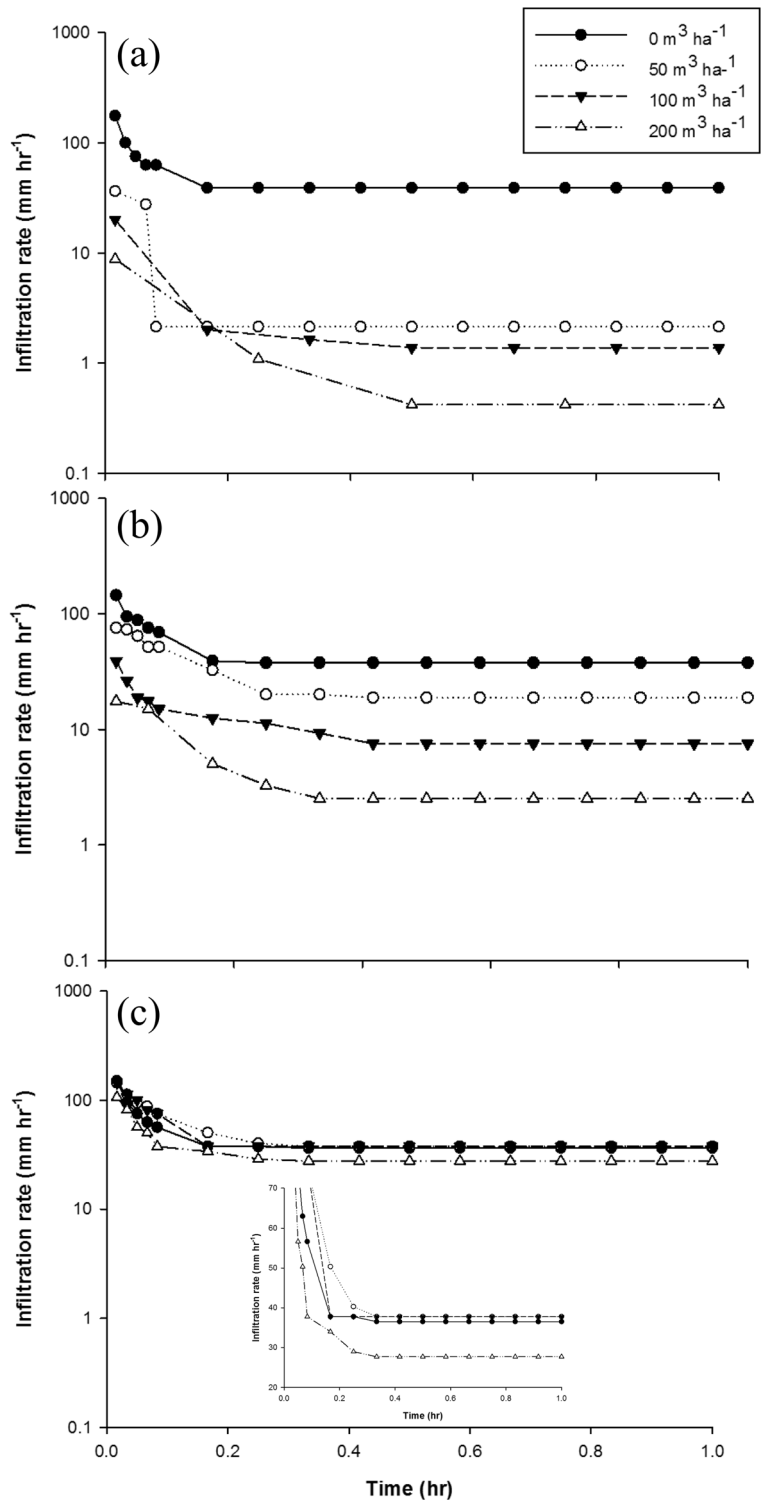 (a)
0 m³ ha⁻¹
50 m³ ha-¹
100 m³ ha⁻¹
200 m³ ha⁻¹
1000
100
10
1
0.1
Infiltration rate (mm hr⁻¹)
(b)
1000
100
10
1
0.1
Infiltration rate (mm hr⁻¹)
(c)
1000
100
10
1
0.1
Infiltration rate (mm hr⁻¹)
70
60
50
40
30
20
Infiltration rate (mm hr⁻¹)
0.0 0.2 0.4 0.6 0.8 1.0
Time (hr)
0.0 0.2 0.4 0.6 0.8 1.0
Time (hr)